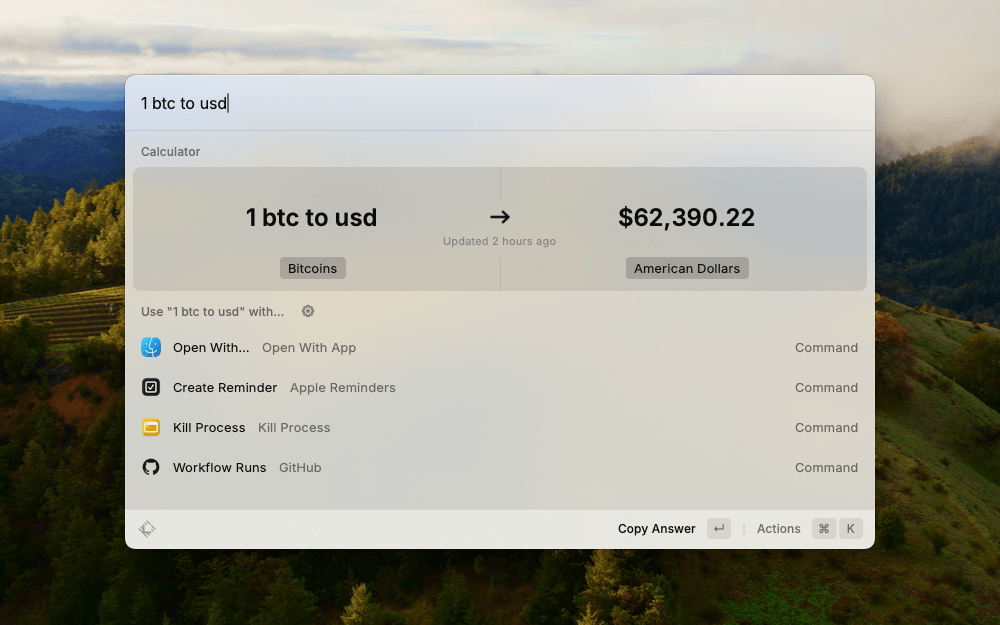 1 btc to usd
Calculator
1 btc to usd → $62,390.22
Updated 2 hours ago
Bitcoins American Dollars
Use "1 btc to usd" with...
Open With... Open With App Command
Create Reminder Apple Reminders Command
Kill Process Kill Process Command
Workflow Runs GitHub Command
Copy Answer ↵ Actions ⌘ K